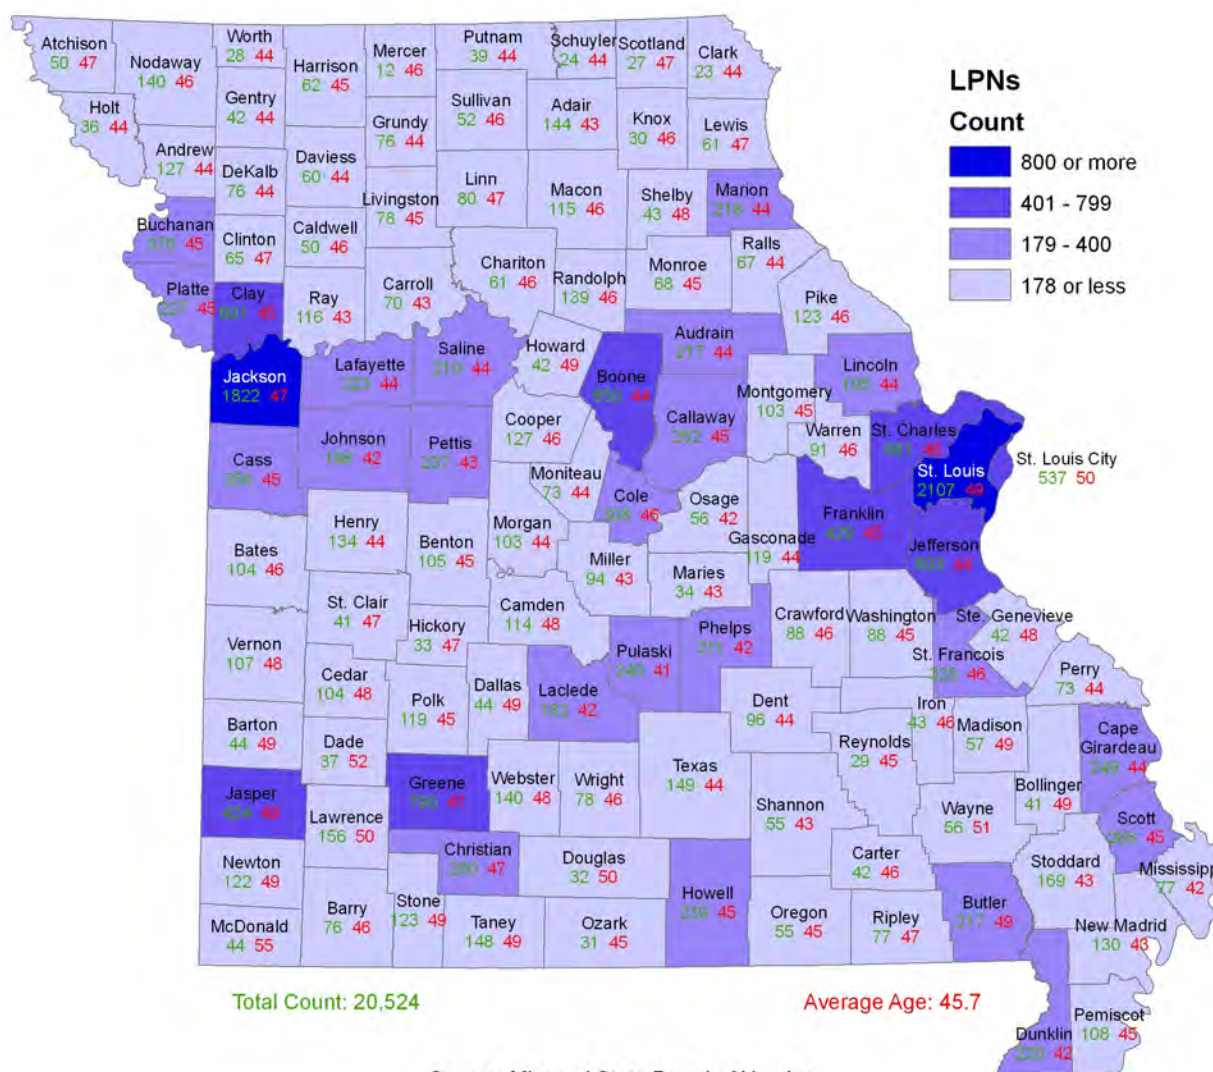 LPNs
Count
800 or more
401 - 799
179 - 400
178 or less
Atchison
50 47
Nodaway
140 46
Worth
28 44
Harrison
62 45
Mercer
12 46
Putnam
39 44
Schuyler
24 44
Scotland
27 47
Clark
23 44
Holt
36 44
Gentry
42 44
Sullivan
52 46
Adair
144 43
Knox
30 46
Lewis
61 47
Grundy
76 44
Andrew
127 44
DeKalb
76 44
Daviess
60 44
Livingston
78 45
Linn
80 47
Macon
115 46
Shelby
43 48
Marion
44
Buchanan
45
Clinton
65 47
Caldwell
50 46
Chariton
61 46
Randolph
139 46
Monroe
68 45
Ralls
67 44
Platte
227 45
Clay
45
Ray
116 43
Carroll
70 43
Pike
123 46
Jackson
1822 47
Lafayette
44
Saline
44
Howard
42 49
Boone
44
Audrain
217 44
Lincoln
44
Montgomery
103 45
Callaway
45
Warren
91 46
St. Charles
St. Louis
2107 49
St. Louis City
537 50
Cass
45
Johnson
42
Pettis
43
Cooper
127 46
Moniteau
73 44
Cole
46
Osage
56 42
Gasconade
119 44
Franklin
45
Jefferson
44
Bates
104 46
Henry
134 44
Benton
105 45
Morgan
103 44
Miller
94 43
Maries
34 43
Camden
114 48
St. Clair
41 47
Hickory
33 47
Pulaski
240 41
Phelps
42
Crawford
88 46
Washington
88 45
Ste. Genevieve
42 48
St. Francois
46
Perry
73 44
Vernon
107 48
Cedar
104 48
Polk
119 45
Dallas
44 49
Laclede
42
Dent
96 44
Iron
43 46
Madison
57 49
Reynolds
29 45
Cape
Girardeau
249 44
Bollinger
41 49
Barton
44 49
Dade
37 52
Greene
47
Webster
140 48
Wright
78 46
Texas
149 44
Shannon
55 43
Wayne
56 51
Scott
45
Jasper
Lawrence
156 50
Christian
47
Douglas
32 50
Howell
239 45
Carter
42 46
Stoddard
169 43
Mississippi
77 42
Newton
122 49
McDonald
44 55
Barry
76 46
Stone
123 49
Taney
148 49
Ozark
31 45
Oregon
55 45
Ripley
77 47
Butler
217 49
New Madrid
130 43
Dunklin
42
Pemiscot
108 45
Total Count: 20,524
Average Age: 45.7